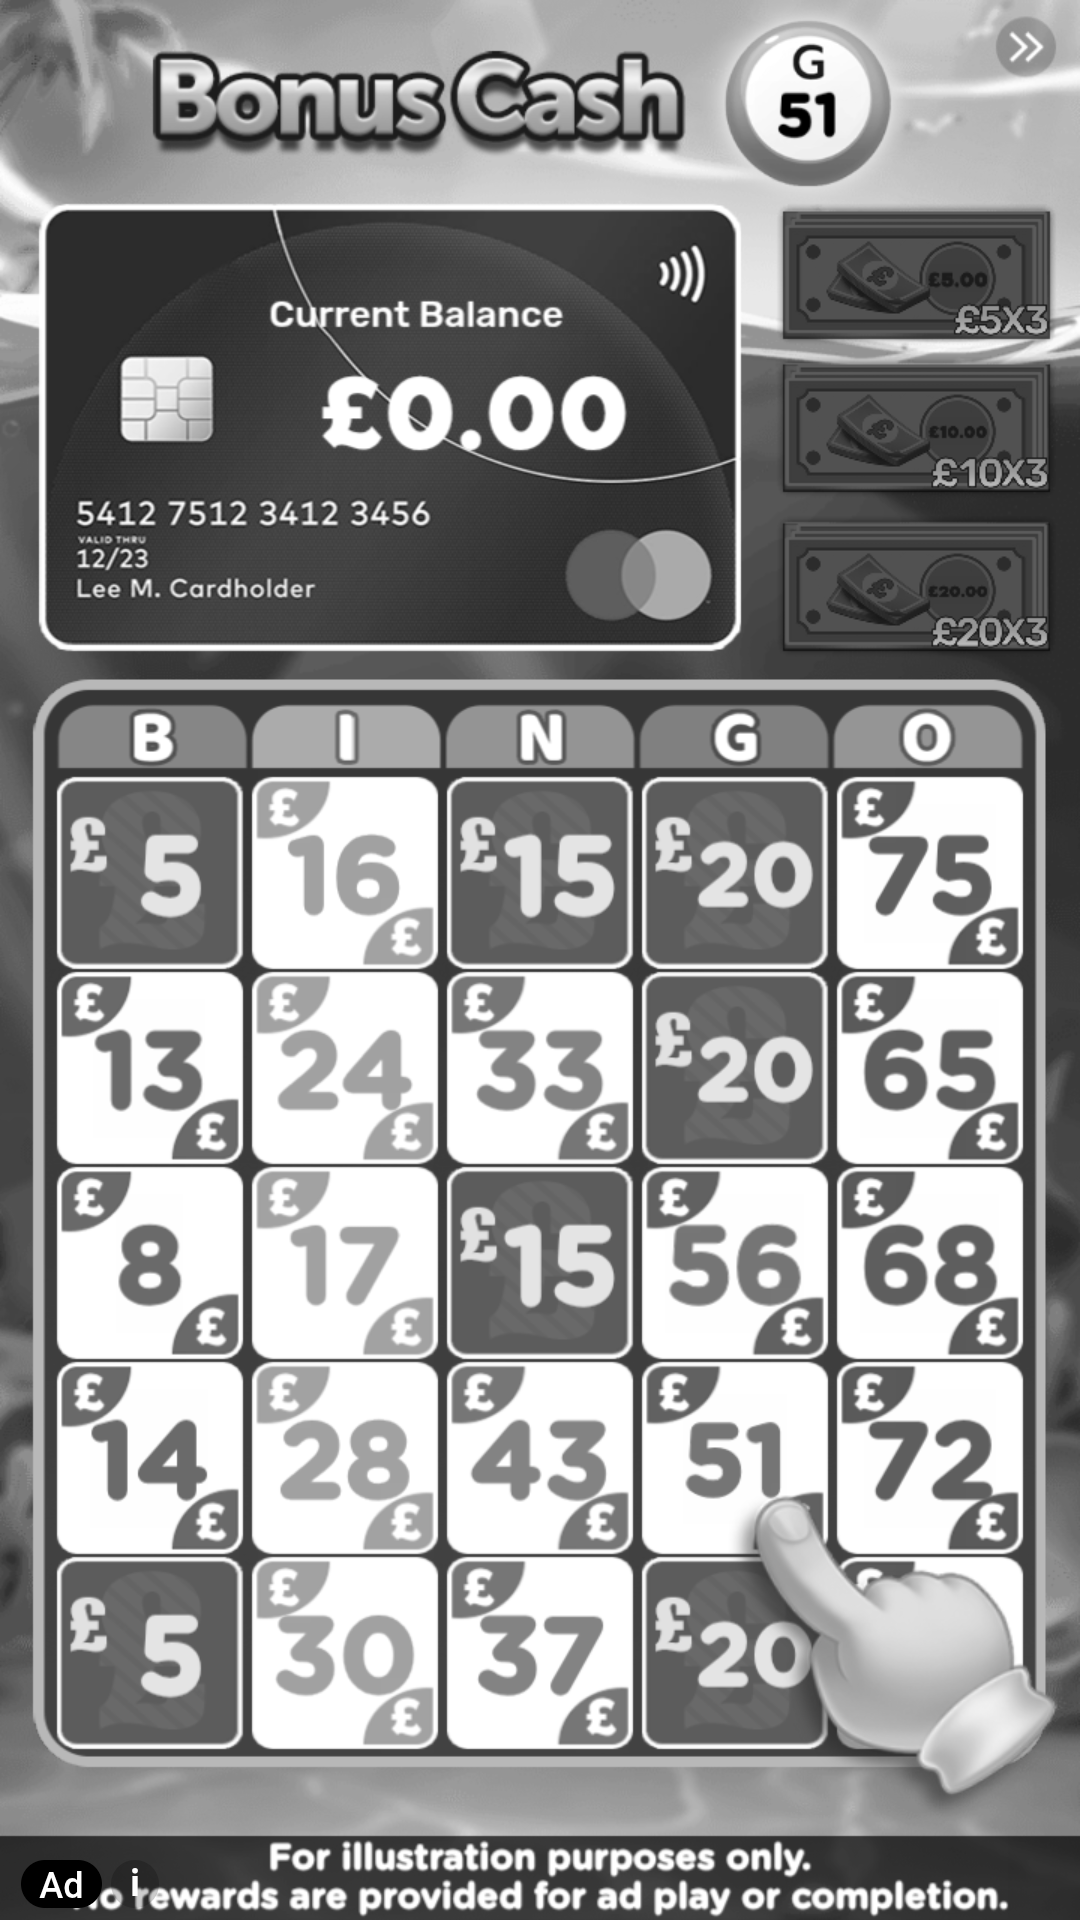 Bonus Cash
G
51
Current Balance
£0.00
5412 7512 3412 3456
VALID THRU
12/23
Lee M. Cardholder
£5.00
£5X3
£10.00
£10X3
£20.00
£20X3
B I N G O
£ 5 £ 16 £ £15 £20 £ 75 £
£ 13 £ £ 24 £ £ 33 £ £20 £ 65 £
£ 8 £ £ 17 £ £15 £ 56 £ £ 68 £
£ 14 £ £ 28 £ £ 43 £ £ 51 £ 72 £
£ 5 £ 30 £ £ 37 £ £20
For illustration purposes only.
rewards are provided for ad play or completion.
Ad i